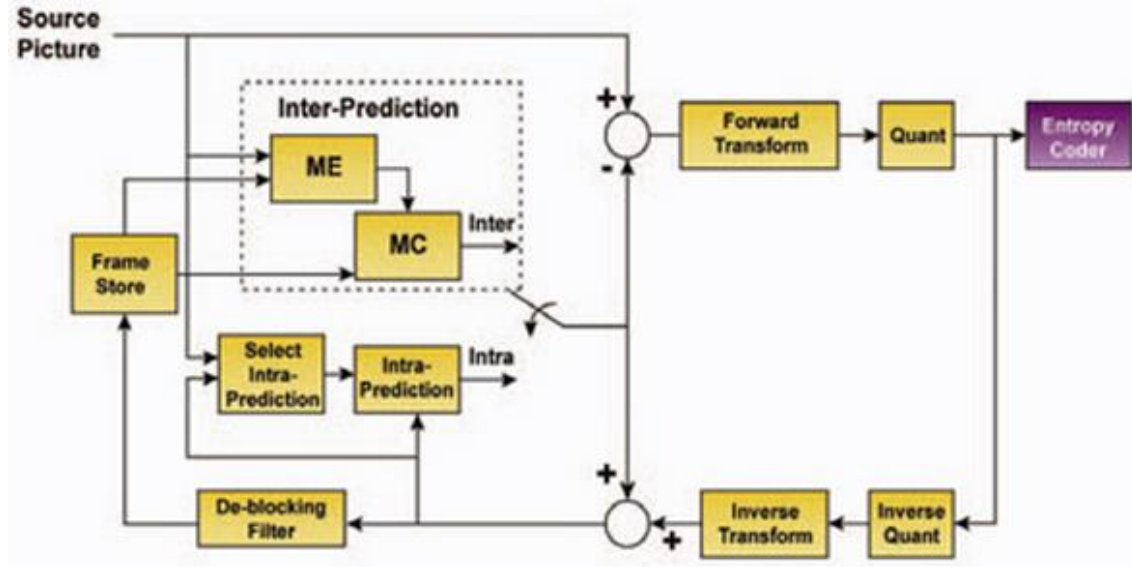 Source
Picture
Inter-Prediction
+
Forward
Transform
Quant
Entropy
Coder
ME
-
Inter
MC
Frame
Store
Select
Intra-
Prediction
Intra-
Prediction
Intra
+
De-blocking
Filter
+
Inverse
Transform
Inverse
Quant